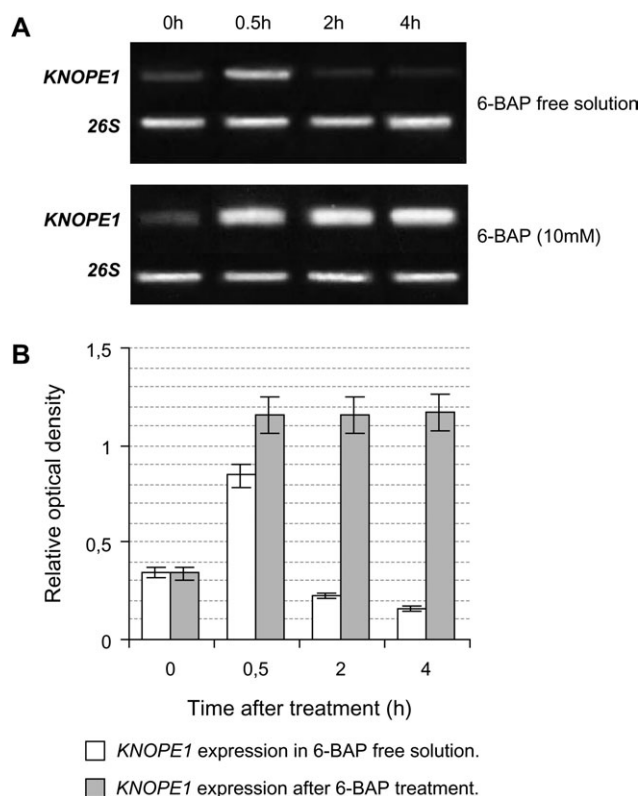 A
0h 0.5h 2h 4h
KNOPE1
26S
6-BAP free solution
KNOPE1
26S
6-BAP (10mM)
B
Relative optical density
1,5
1
0,5
0
0 0,5 2 4
Time after treatment (h)
KNOPE1 expression in 6-BAP free solution.
KNOPE1 expression after 6-BAP treatment.